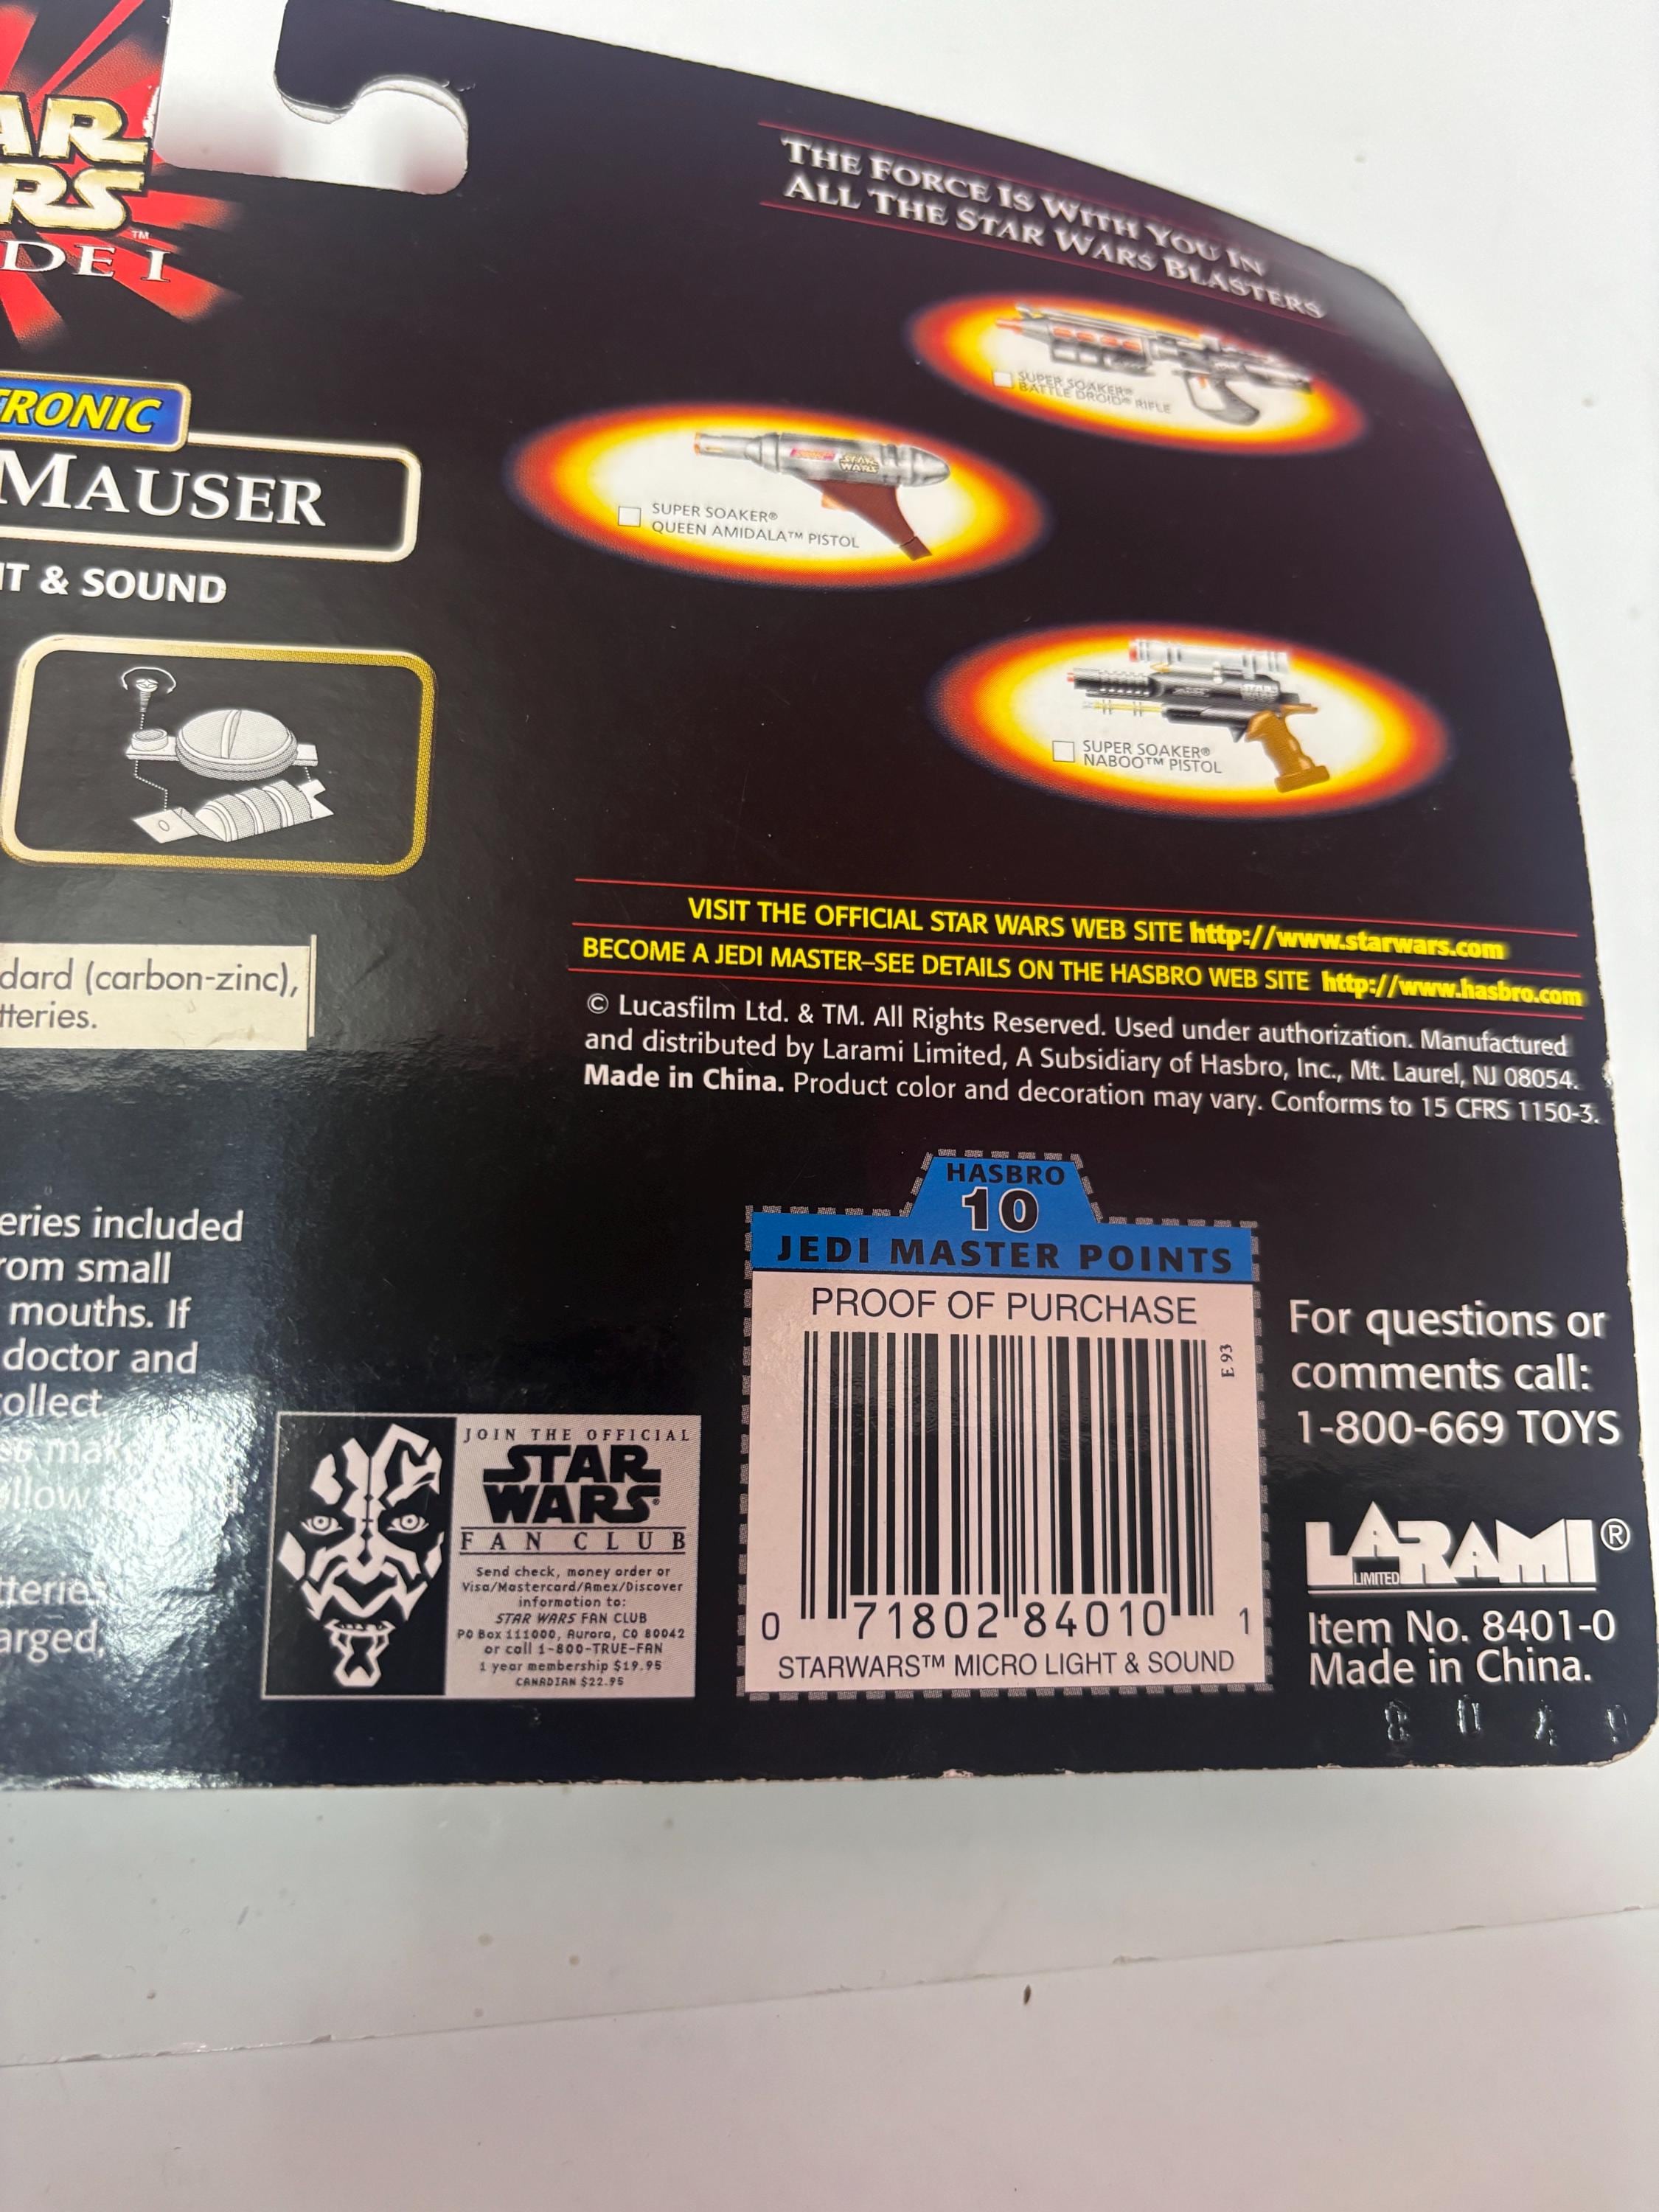 AR
RS™
DE I
THE FORCE IS WITH YOU IN
ALL THE STAR WARS BLASTERS
SUPER SOAKER®
BATTLE DROID® RIFLE
TRONIC
MAUSER
STAR
WARS
SUPER SOAKER®
QUEEN AMIDALA™ PISTOL
IT & SOUND
STAR
SUPER SOAKER®
NABOO™ PISTOL
VISIT THE OFFICIAL STAR WARS WEB SITE http://www.starwars.com
BECOME A JEDI MASTER–SEE DETAILS ON THE HASBRO WEB SITE http://www.hasbro.com
dard (carbon-zinc),
tteries.
© Lucasfilm Ltd. & TM. All Rights Reserved. Used under authorization. Manufactured
and distributed by Larami Limited, A Subsidiary of Hasbro, Inc., Mt. Laurel, NJ 08054.
Made in China. Product color and decoration may vary. Conforms to 15 CFRS 1150-3.
eries included
rom small
mouths. If
doctor and
collect.
llow
tteries
arged,
JOIN THE OFFICIAL
STAR
WARS®
FAN CLUB
Send check, money order or
Visa/Mastercard/Amex/Discover
information to:
STAR WARS FAN CLUB
PO Box 111000, Aurora, CO 80042
or call 1-800-TRUE-FAN
1 year membership $19.95
CANADIAN $22.95
HASBRO
10
JEDI MASTER POINTS
PROOF OF PURCHASE
E 93
0 71802 84010 1
STARWARS™ MICRO LIGHT & SOUND
For questions or
comments call:
1-800-669 TOYS
LARAMI®
LIMITED
Item No. 8401-0
Made in China.